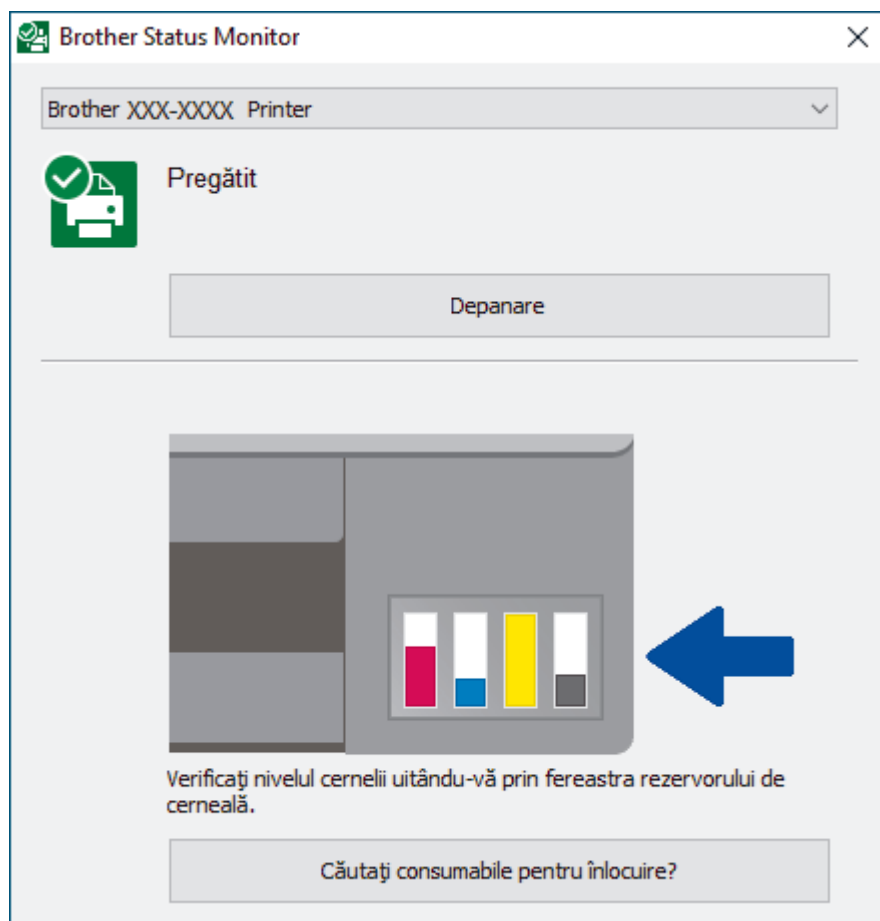 Brother Status Monitor
Brother XXX-XXXX Printer
Pregătit
Depanare
Verificaţi nivelul cernelii uitându-vă prin fereastra rezervorului de
cerneală.
Căutaţi consumabile pentru înlocuire?